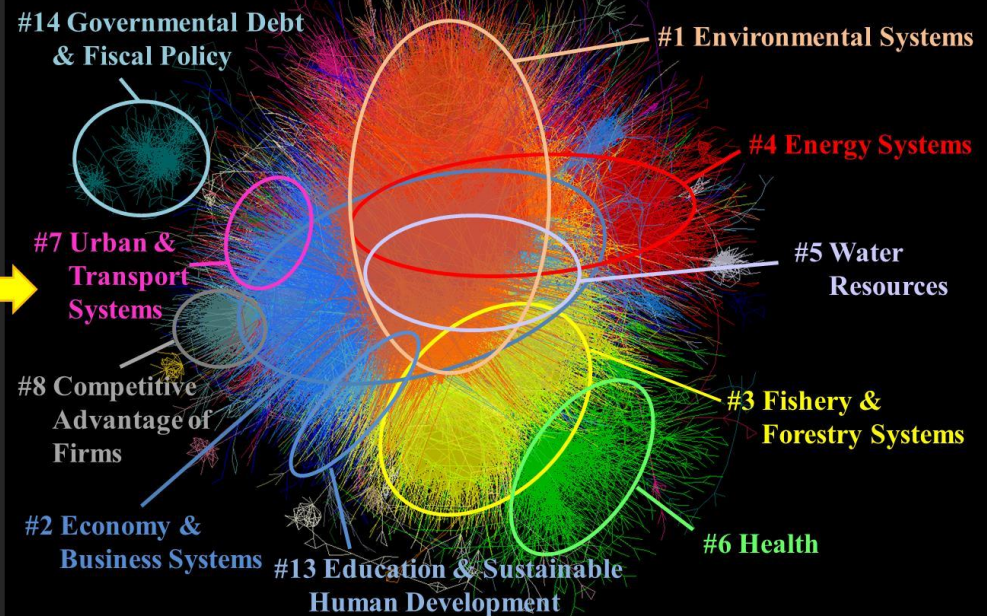 #14 Governmental Debt
& Fiscal Policy
#1 Environmental Systems
#4 Energy Systems
#7 Urban &
Transport
Systems
#5 Water
Resources
#8 Competitive
Advantage of
Firms
#3 Fishery &
Forestry Systems
#2 Economy &
Business Systems
#6 Health
#13 Education & Sustainable
Human Development